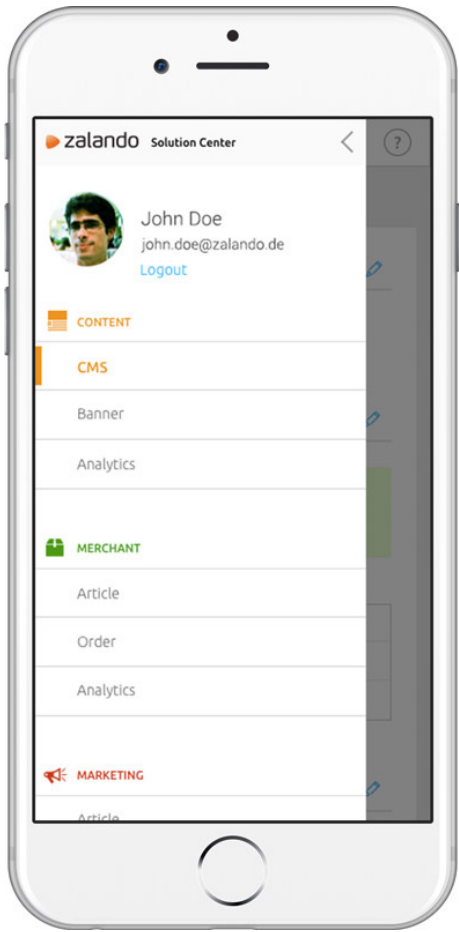 zalando Solution Center
?
John Doe
john.doe@zalando.de
Logout
CONTENT
CMS
Banner
Analytics
MERCHANT
Article
Order
Analytics
MARKETING
Article